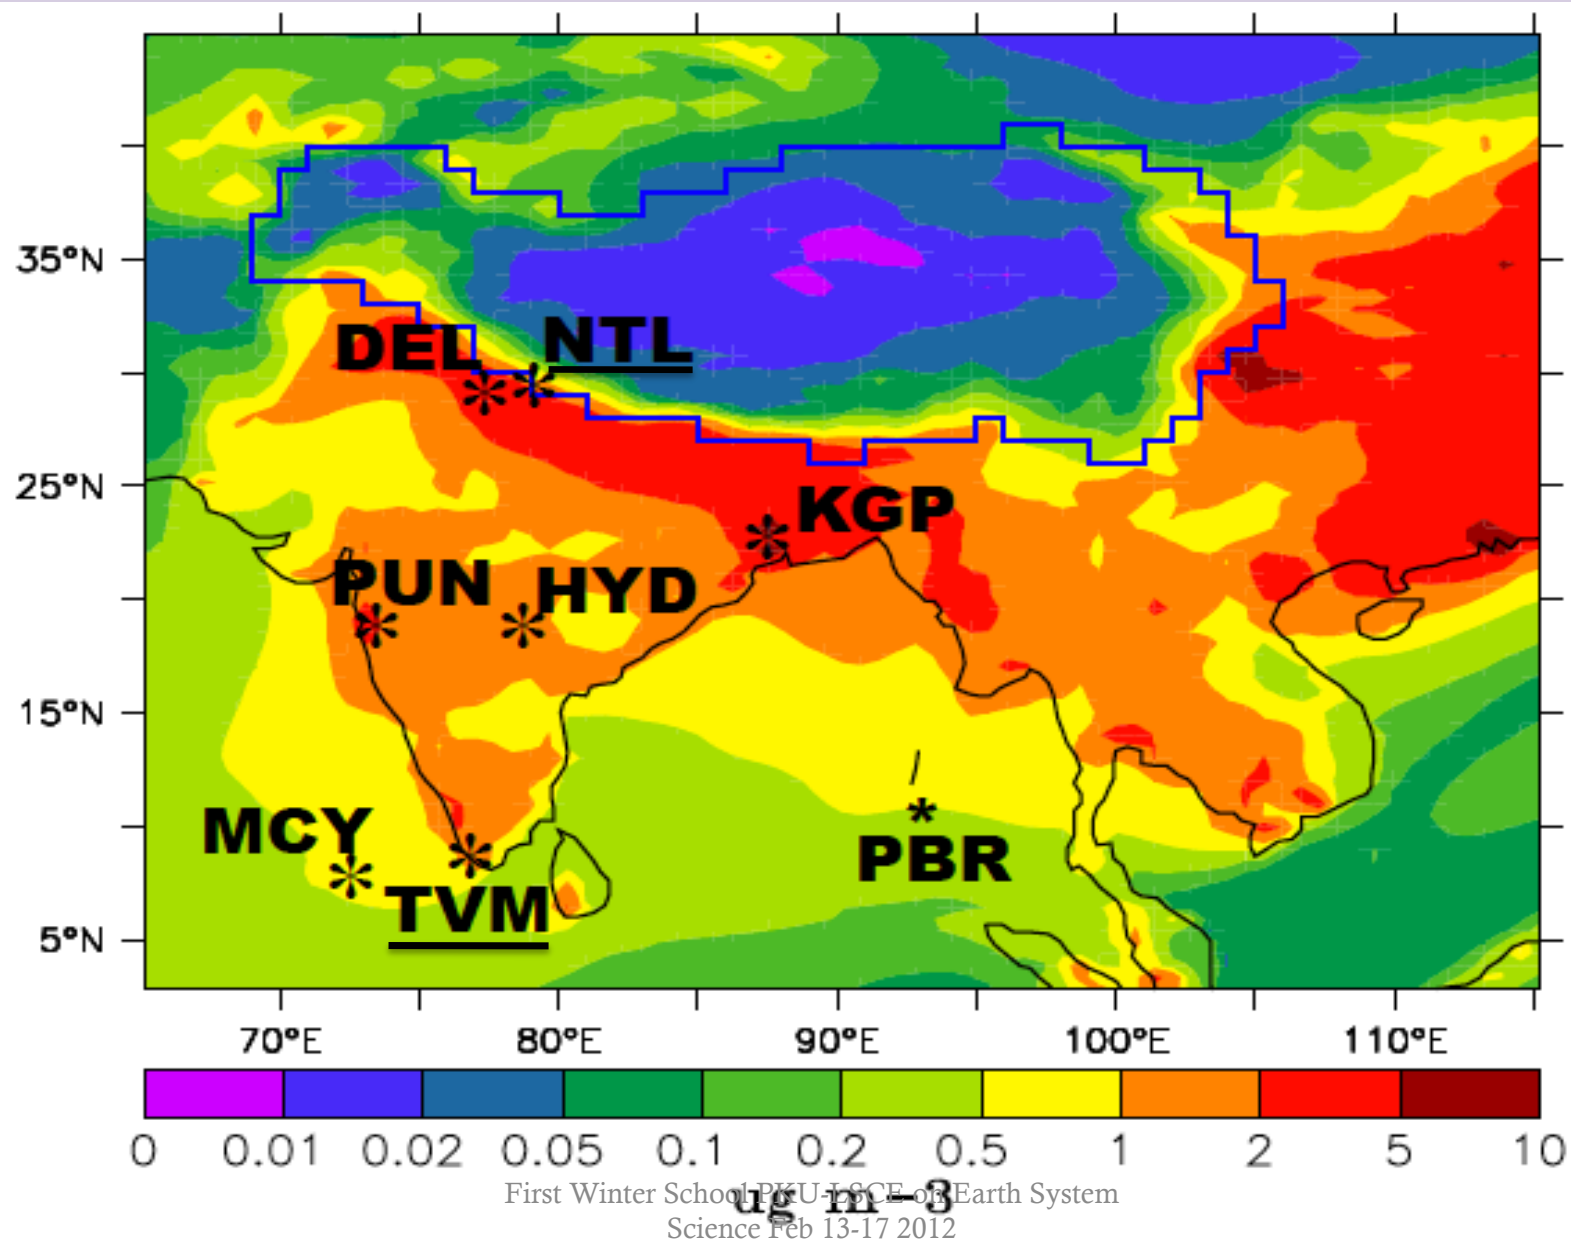 35°N
25°N
15°N
5°N
DEL
NTL
KGP
PUN
HYD
MCY
TVM
PBR
70°E 80°E 90°E 100°E 110°E
0 0.01 0.02 0.05 0.1 0.2 0.5 1 2 5 10
ug m-3
First Winter School PKU-LSCE on Earth System
Science Feb 13-17 2012